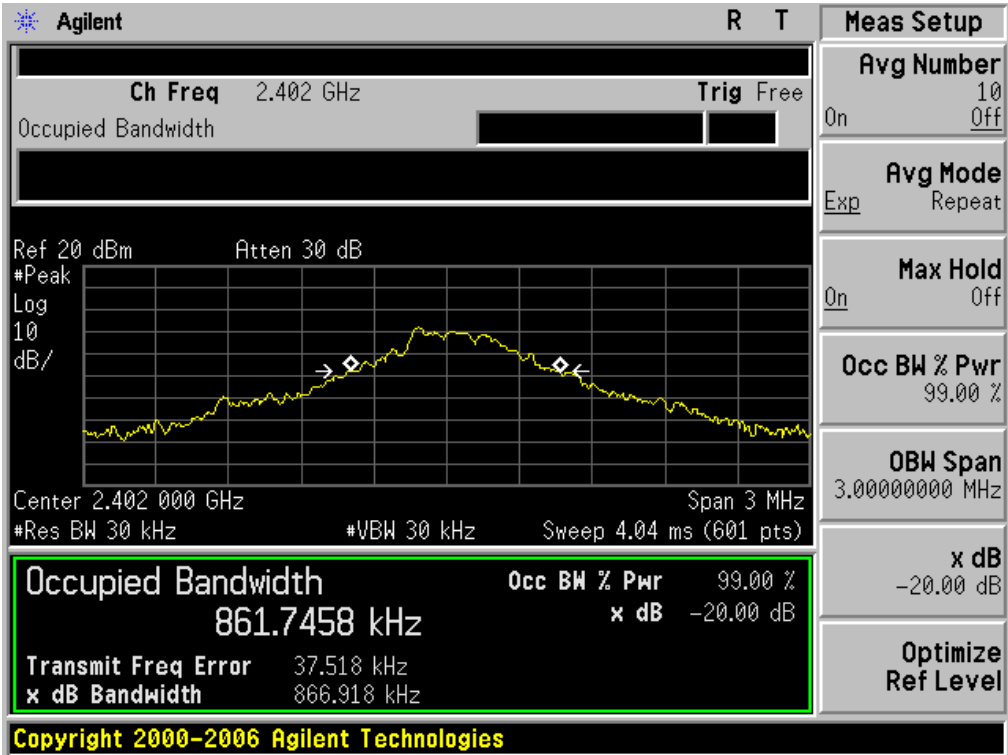 Agilent R T
Ch Freq 2.402 GHz Trig Free
Occupied Bandwidth
Ref 20 dBm Atten 30 dB
#Peak
Log
10
dB/
Center 2.402 000 GHz Span 3 MHz
#Res BW 30 kHz #VBW 30 kHz Sweep 4.04 ms (601 pts)
Occupied Bandwidth
861.7458 kHz
Occ BW % Pwr 99.00 %
x dB -20.00 dB
Transmit Freq Error 37.518 kHz
x dB Bandwidth 866.918 kHz
Copyright 2000-2006 Agilent Technologies
Meas Setup
Avg Number
10
On Off
Avg Mode
Exp Repeat
Max Hold
On Off
Occ BW % Pwr
99.00 %
OBW Span
3.00000000 MHz
x dB
-20.00 dB
Optimize
Ref Level